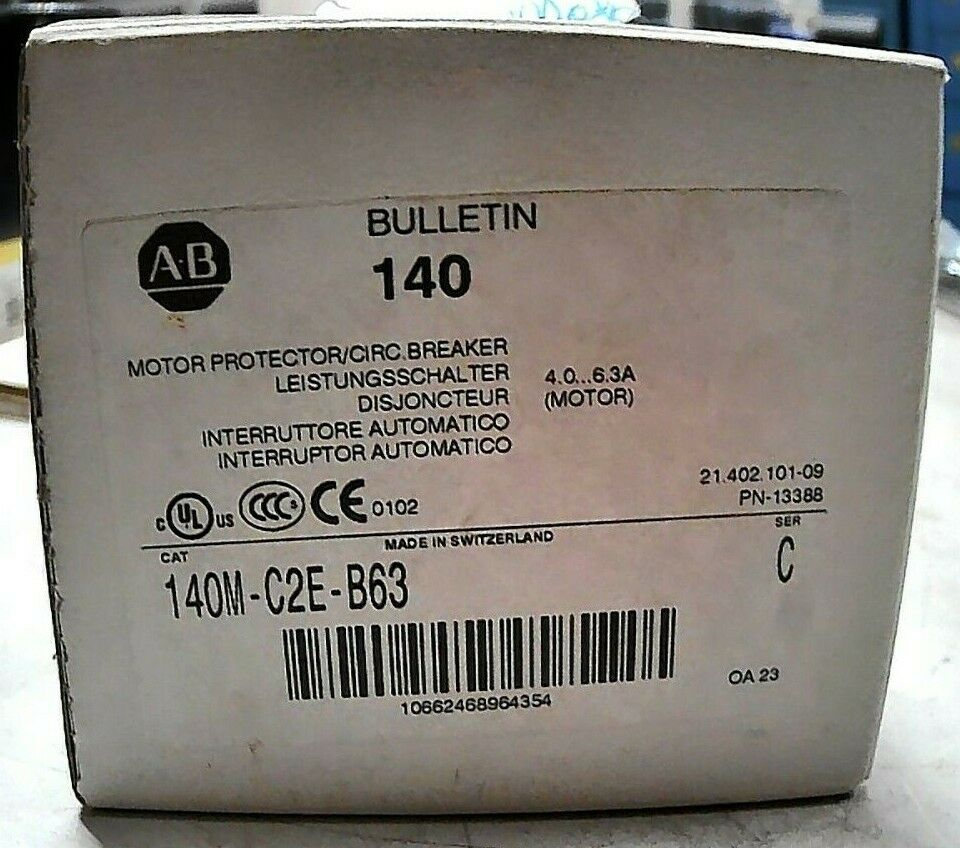 A·B
BULLETIN
140
MOTOR PROTECTOR/CIRC.BREAKER
LEISTUNGSSCHALTER
DISJONCTEUR
INTERRUTTORE AUTOMATICO
INTERRUPTOR AUTOMATICO
4.0...6.3A
(MOTOR)
21.402.101-09
PN-13388
c UL US CCC CE 0102
MADE IN SWITZERLAND
CAT
SER
140M-C2E-B63
C
10662468964354
OA 23